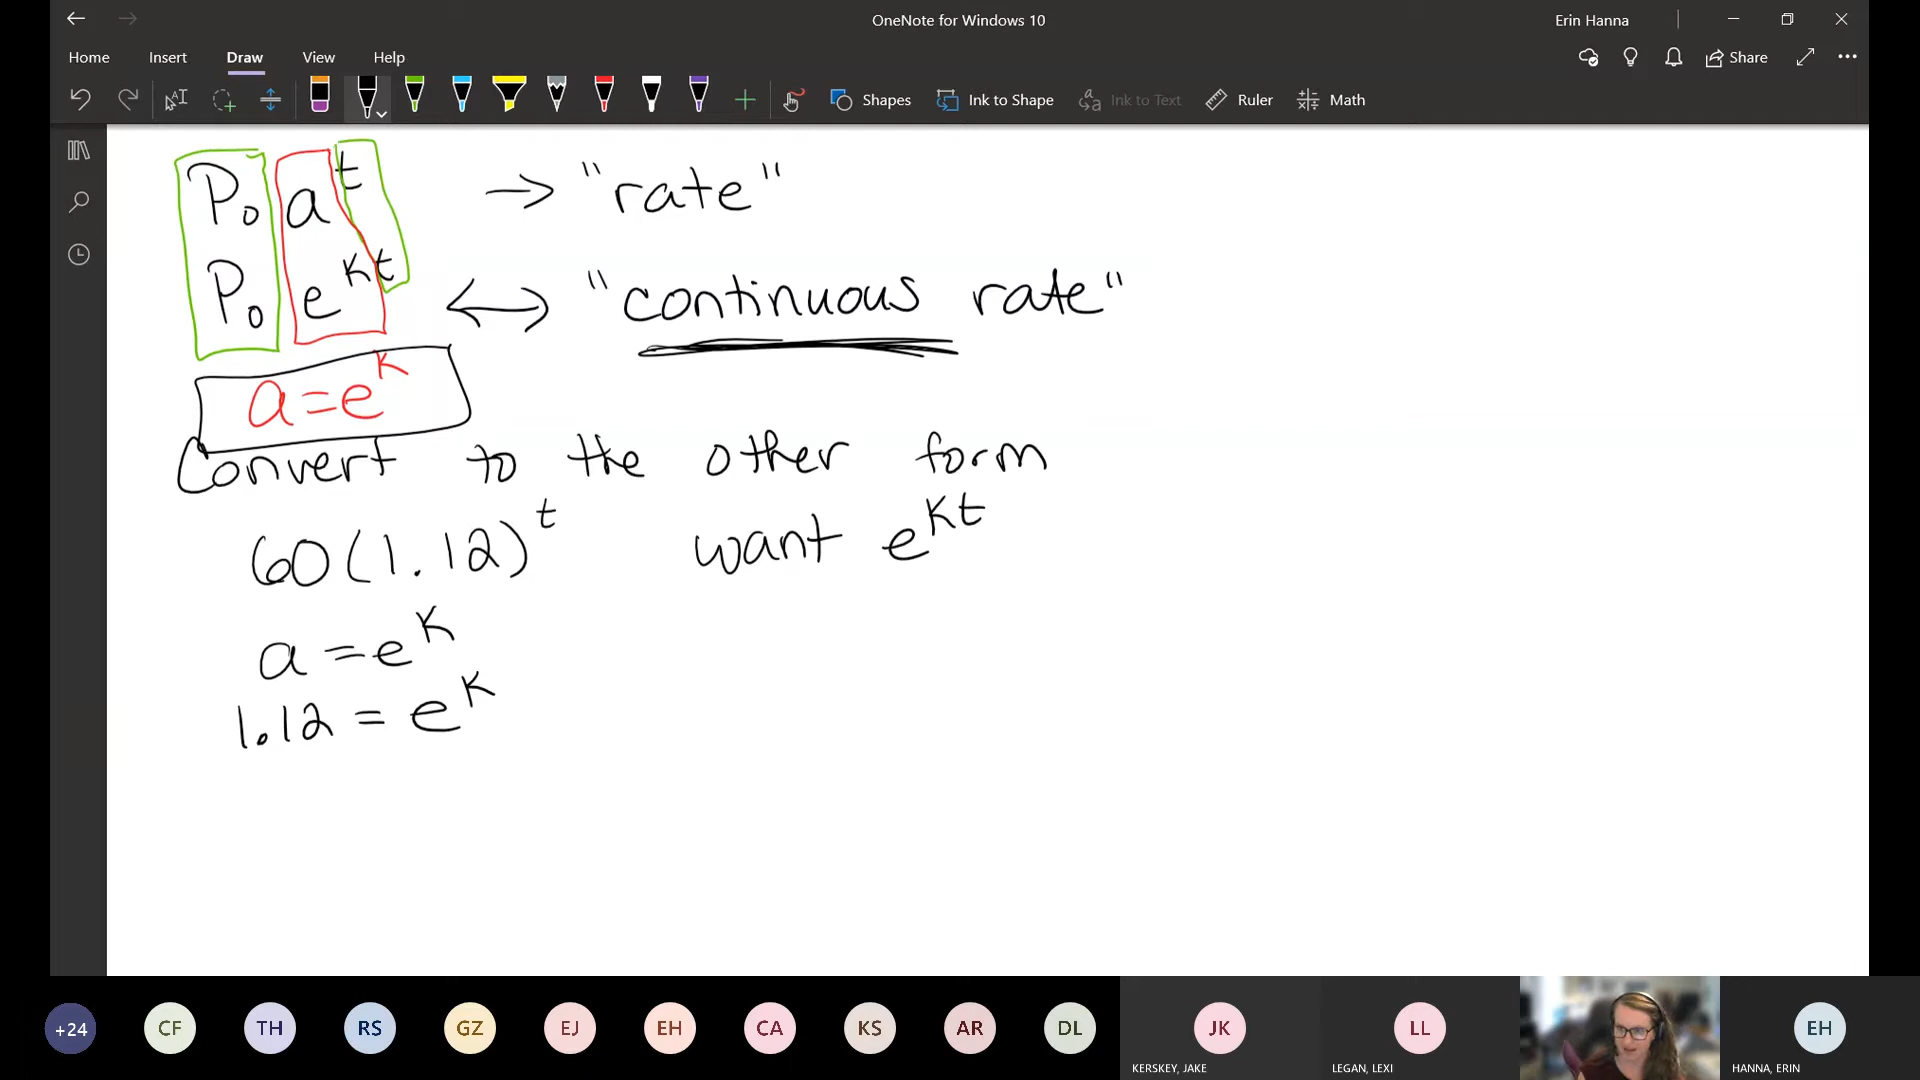 OneNote for Windows 10
Erin Hanna
Home Insert Draw View Help
Share
Shapes Ink to Shape Ink to Text Ruler Math
P₀ aᵗ → "rate"
P₀ eᴷᵗ ↔ "continuous rate"
a=eᴷ
Convert to the other form
60(1.12)ᵗ want eᴷᵗ
a=eᴷ
1.12 = eᴷ
+24 CF TH RS GZ EJ EH CA KS AR DL JK LL EH
KERSKEY, JAKE LEGAN, LEXI HANNA, ERIN